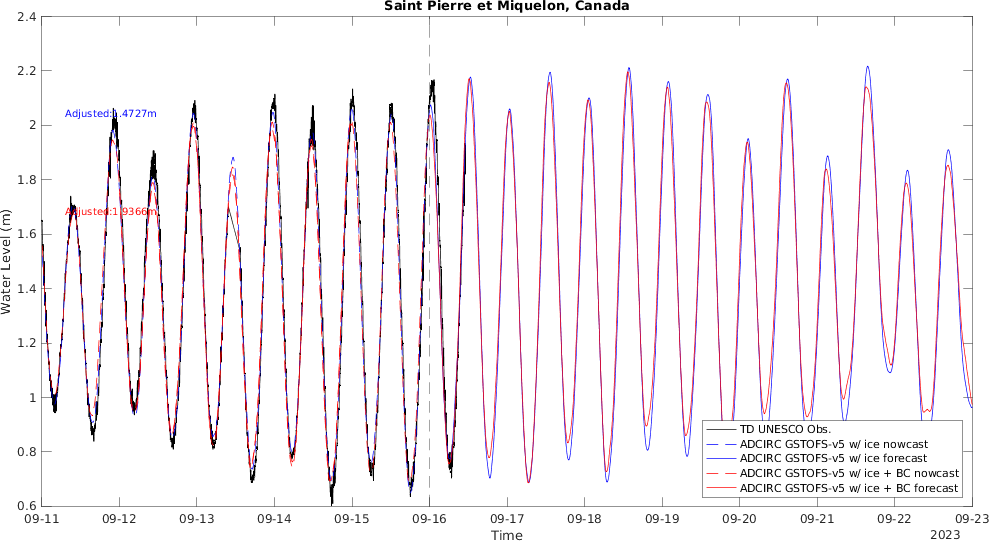 Saint Pierre et Miquelon, Canada
2.4
2.2
2
1.8
1.6
1.4
1.2
1
0.8
0.6
Water Level (m)
Adjusted:1.4727m
Adjusted:1.9366m
TD UNESCO Obs.
ADCIRC GSTOFS-v5 w/ ice nowcast
ADCIRC GSTOFS-v5 w/ ice forecast
ADCIRC GSTOFS-v5 w/ ice + BC nowcast
ADCIRC GSTOFS-v5 w/ ice + BC forecast
09-11 09-12 09-13 09-14 09-15 09-16 09-17 09-18 09-19 09-20 09-21 09-22 09-23
Time
2023